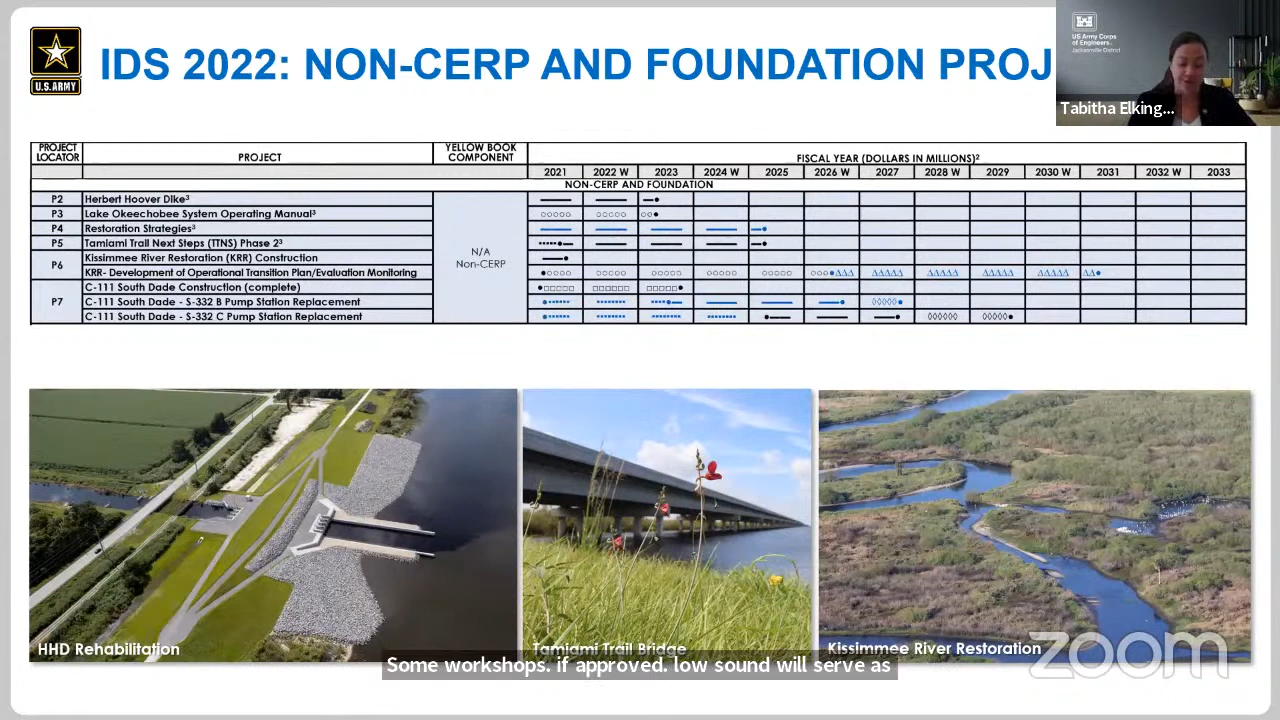 U.S.ARMY
IDS 2022: NON-CERP AND FOUNDATION PROJ
US Army Corps
of Engineers®
Jacksonville District
Tabitha Elking...
PROJECT LOCATOR PROJECT YELLOW BOOK COMPONENT FISCAL YEAR (DOLLARS IN MILLIONS)²
2021 2022 W 2023 2024 W 2025 2026 W 2027 2028 W 2029 2030 W 2031 2032 W 2033
NON-CERP AND FOUNDATION
P2 Herbert Hoover Dike³
P3 Lake Okeechobee System Operating Manual³
P4 Restoration Strategies³
P5 Tamiami Trail Next Steps (TTNS) Phase 2³
N/A
Non-CERP
P6 Kissimmee River Restoration (KRR) Construction
KRR- Development of Operational Transition Plan/Evaluation Monitoring
P7 C-111 South Dade Construction (complete)
C-111 South Dade - S-332 B Pump Station Replacement
C-111 South Dade - S-332 C Pump Station Replacement
HHD Rehabilitation
Tamiami Trail Bridge
Kissimmee River Restoration
zoom
Some workshops. if approved. low sound will serve as